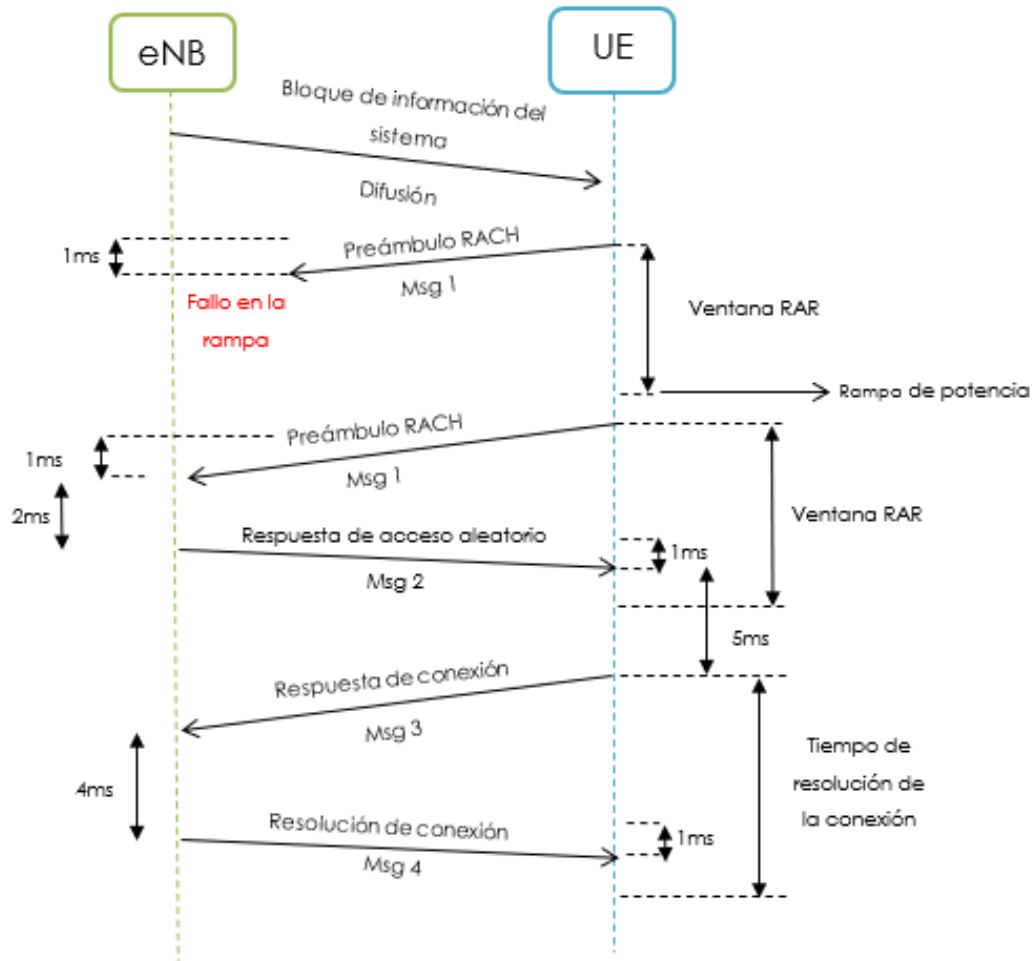 eNB
UE
Bloque de información del
sistema
Difusión
1ms
Preámbulo RACH
Msg 1
Fallo en la
rampa
Ventana RAR
Rampa de potencia
Preámbulo RACH
1ms
Msg 1
2ms
Ventana RAR
Respuesta de acceso aleatorio
1ms
Msg 2
5ms
Respuesta de conexión
Msg 3
Tiempo de
resolución de
la conexión
4ms
Resolución de conexión
1ms
Msg 4